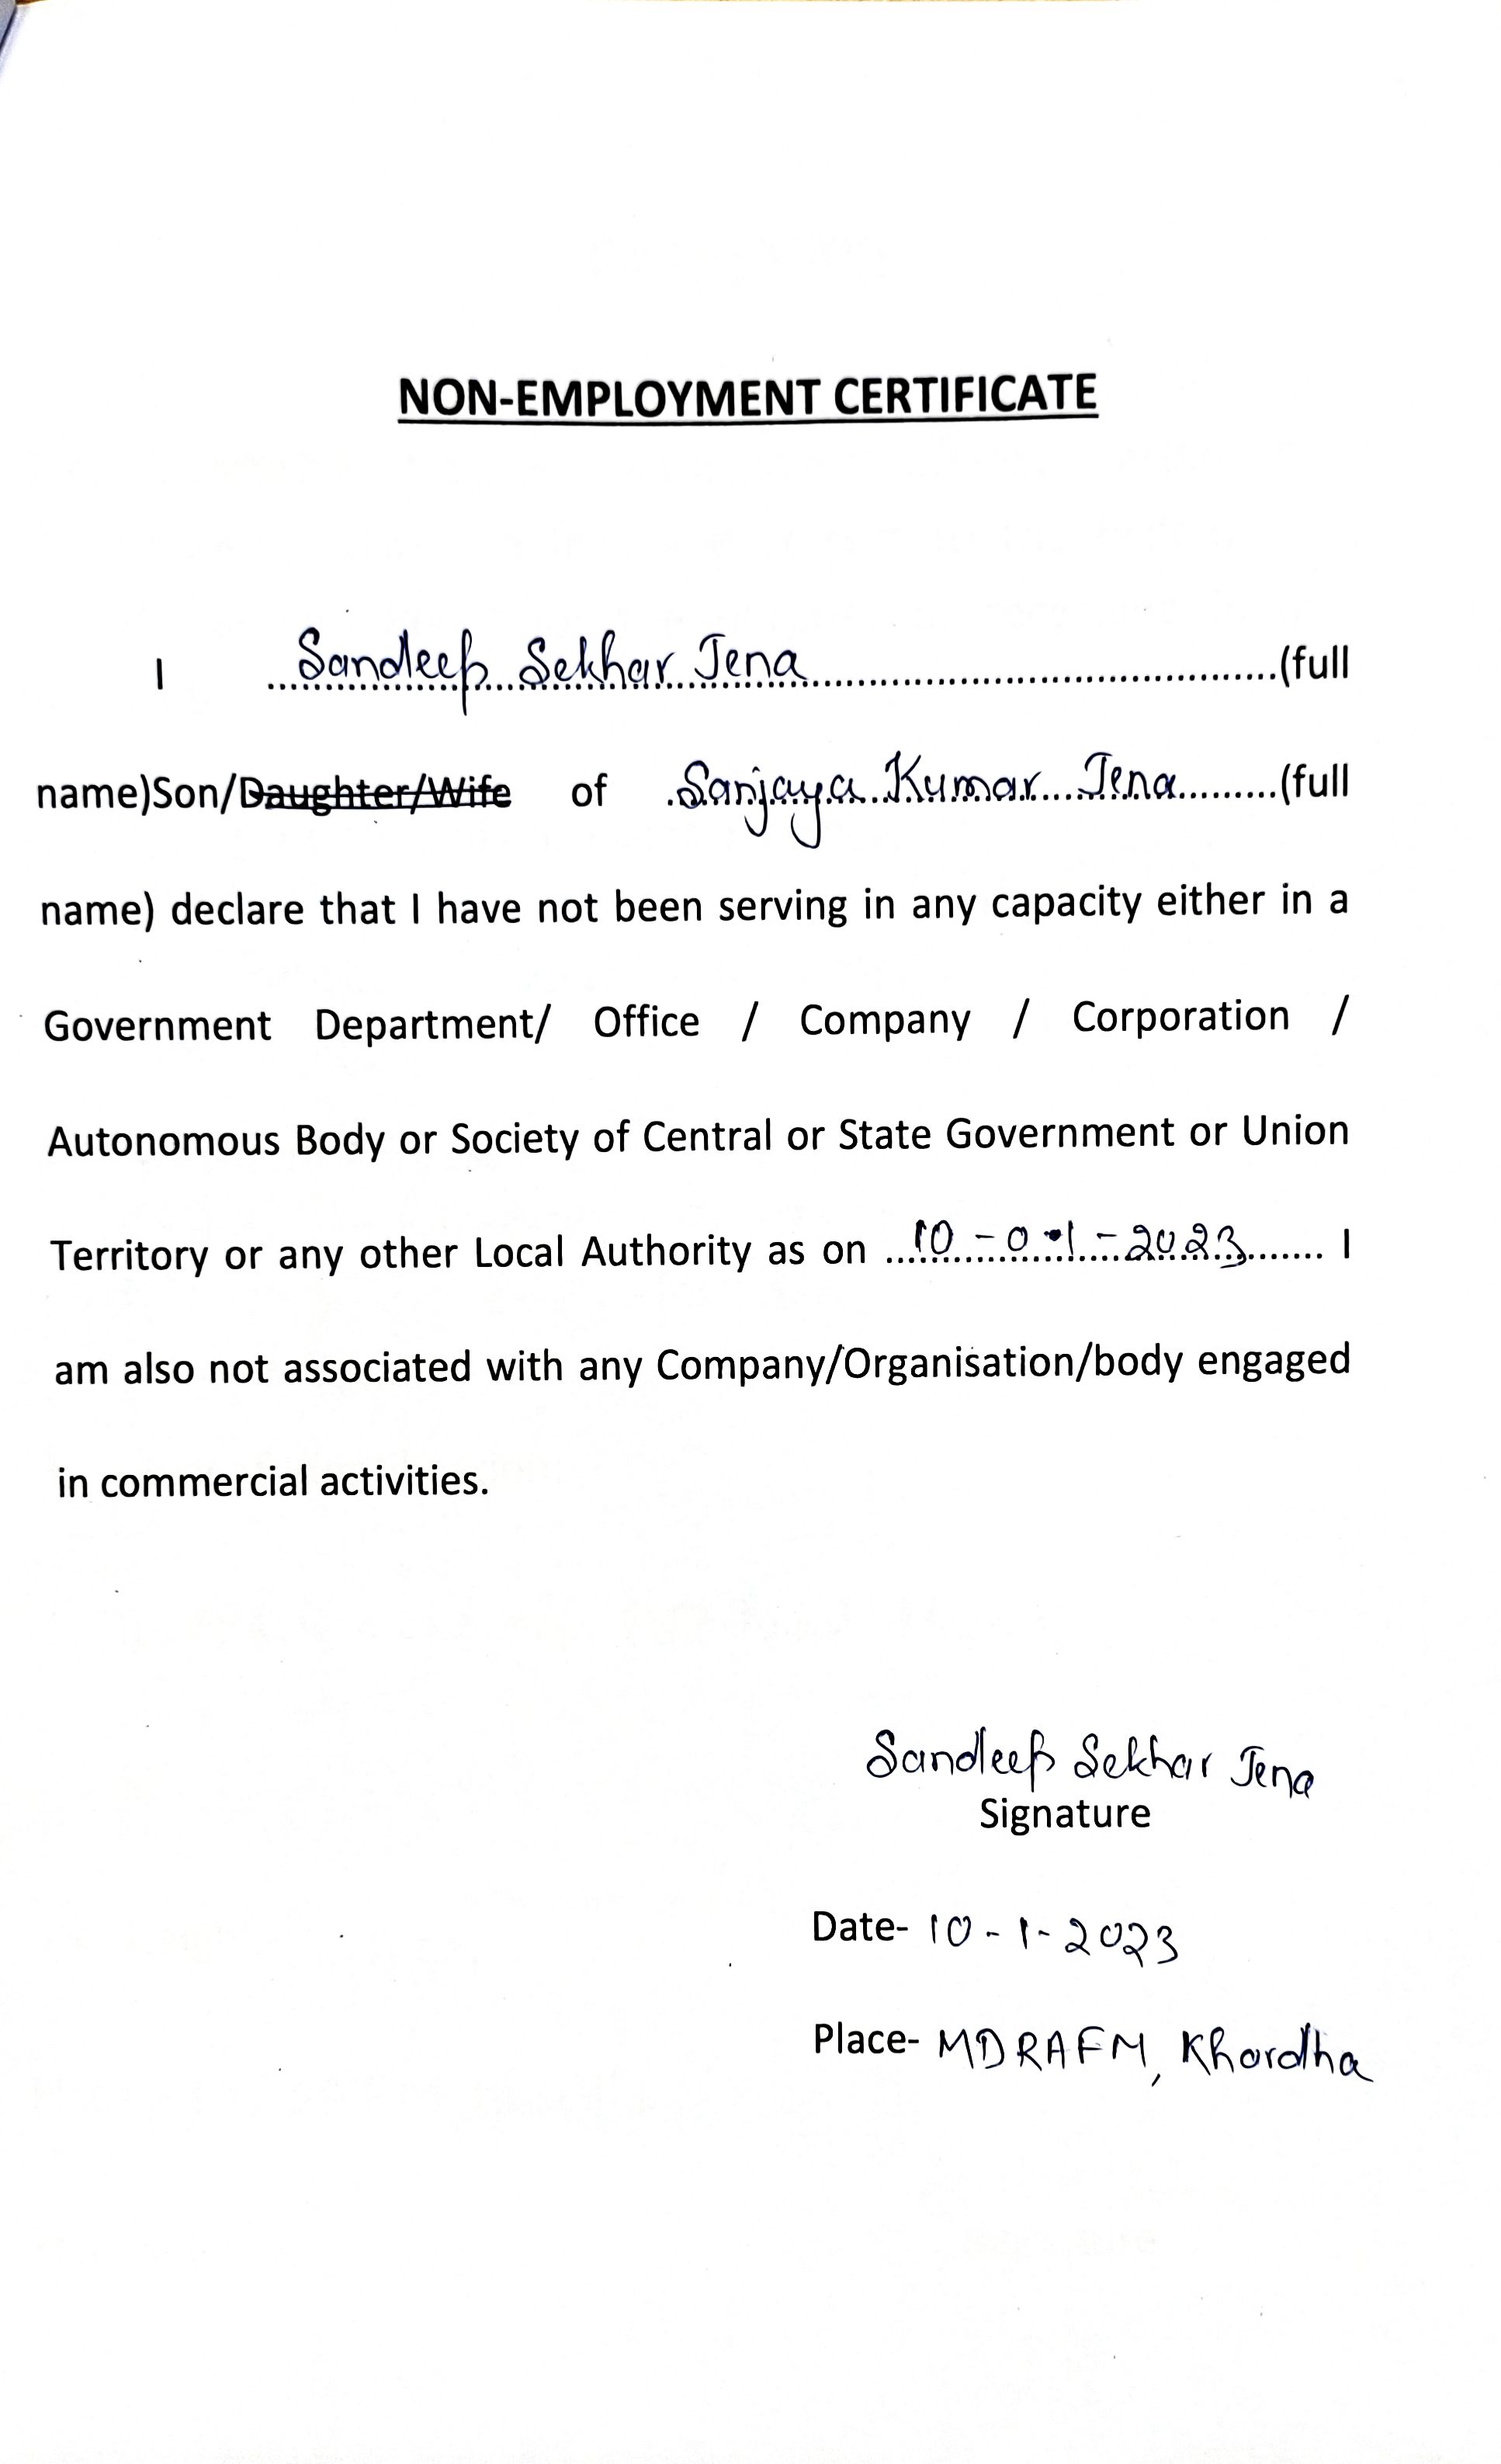 NON-EMPLOYMENT CERTIFICATE
I ...Sandeep Sekhar Jena...(full
name)Son/Daughter/Wife of .Sanjaya Kumar Jena...(full
name) declare that I have not been serving in any capacity either in a
Government Department/ Office / Company / Corporation /
Autonomous Body or Society of Central or State Government or Union
Territory or any other Local Authority as on ...10-01-2023... I
am also not associated with any Company/Organisation/body engaged
in commercial activities.
Sandeep Sekhar Jena
Signature
Date- 10-1-2023
Place- MDRAFM, Khordha